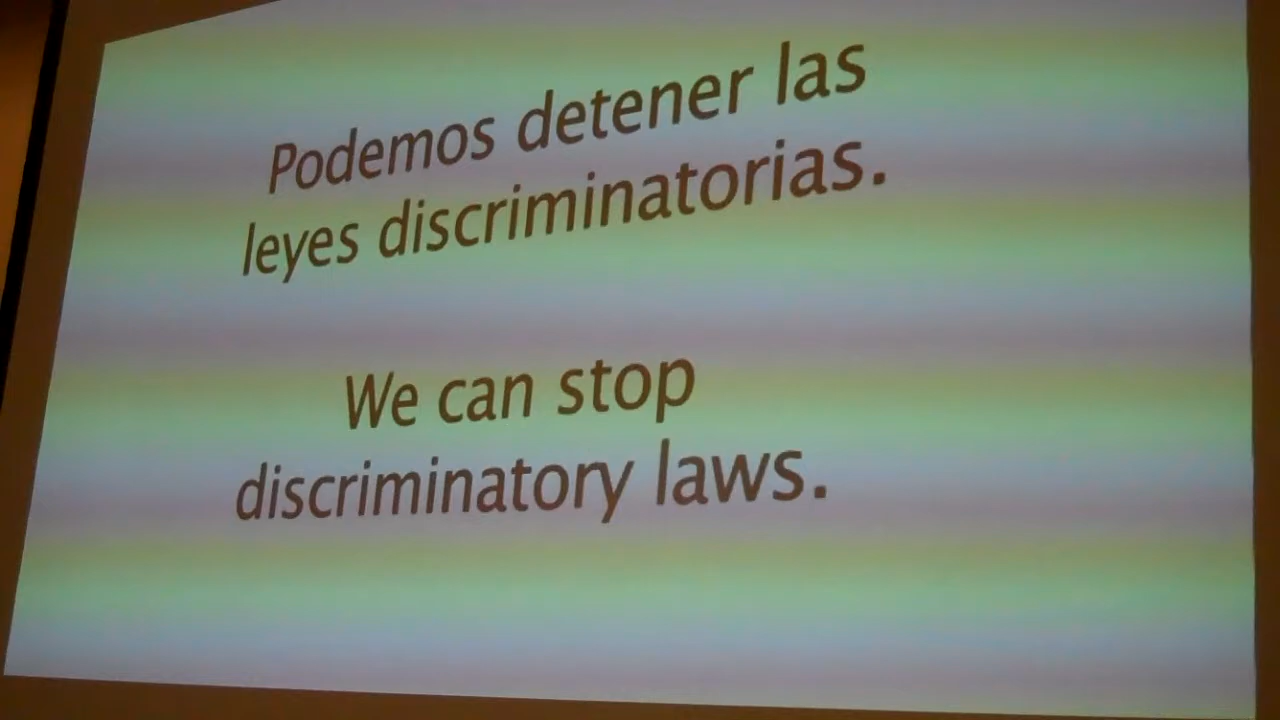 Podemos detener las
leyes discriminatorias.
We can stop
discriminatory laws.